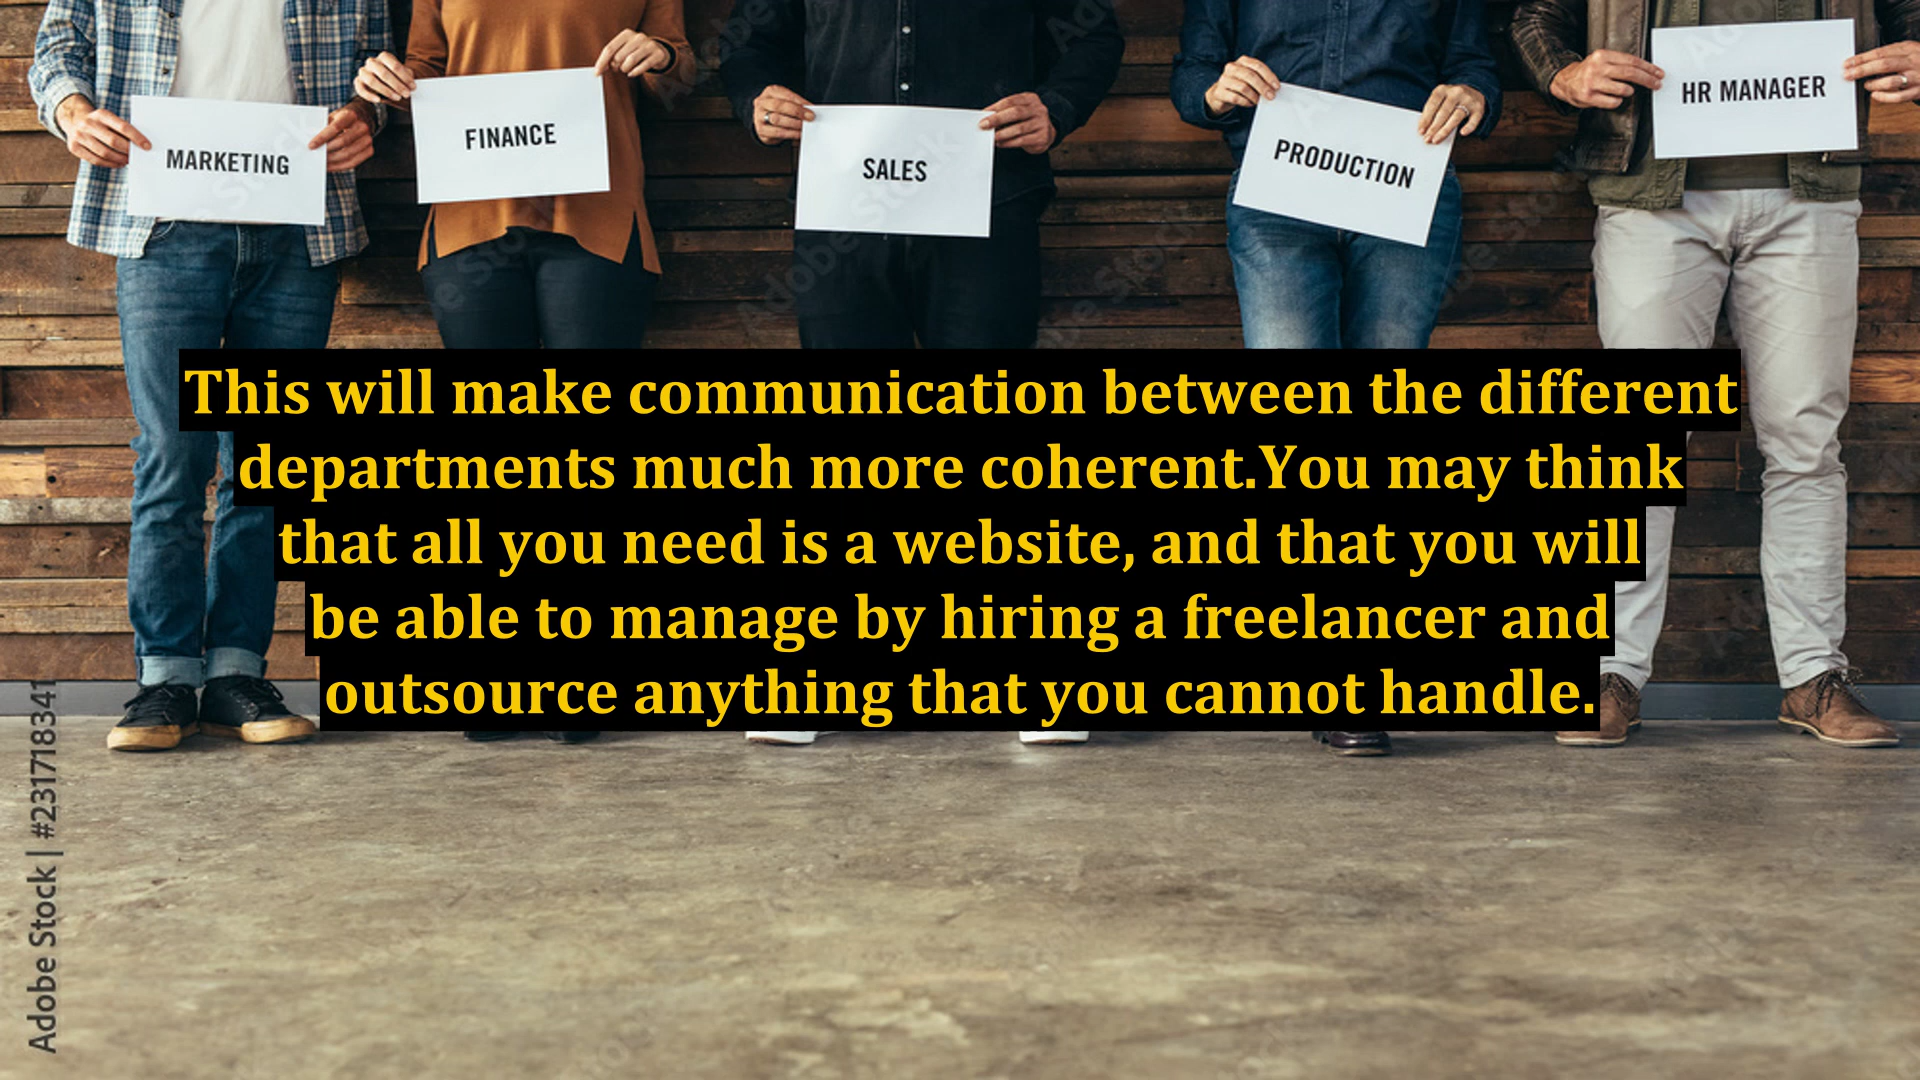 MARKETING
FINANCE
SALES
PRODUCTION
HR MANAGER
This will make communication between the different
departments much more coherent.You may think
that all you need is a website, and that you will
be able to manage by hiring a freelancer and
outsource anything that you cannot handle.
Adobe Stock | #231718341